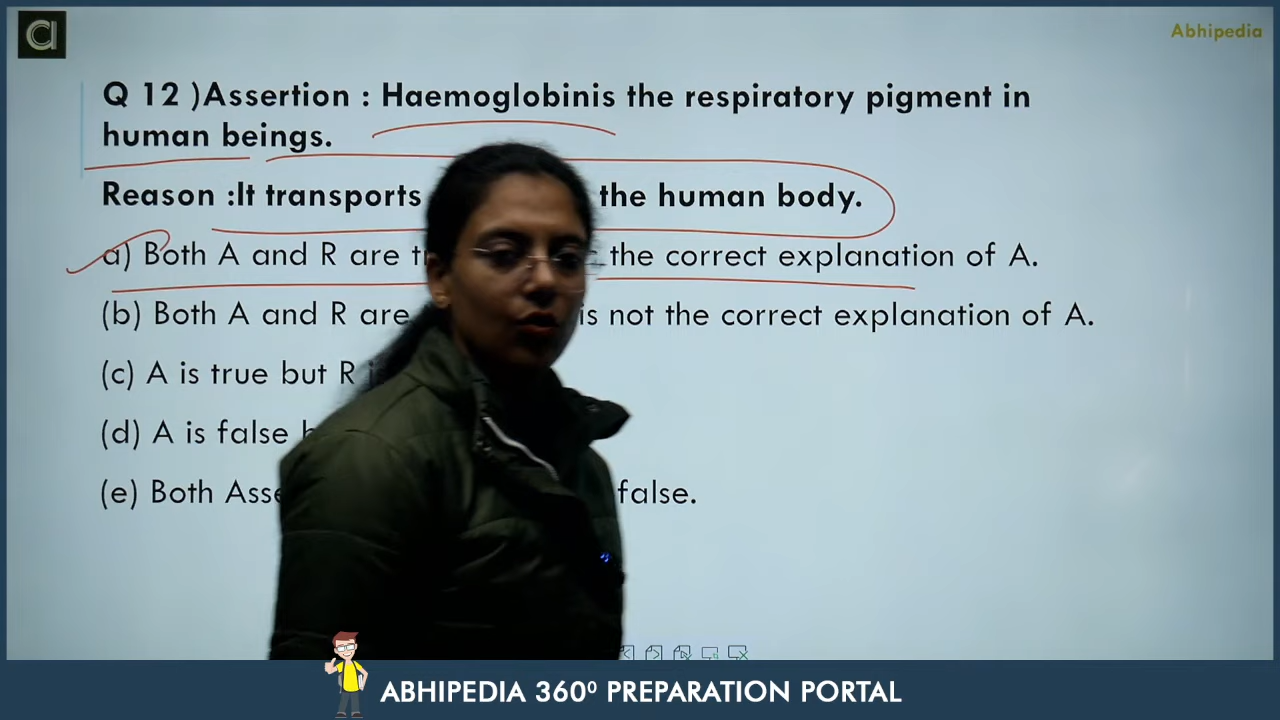 Abhipedia
Q 12 )Assertion : Haemoglobinis the respiratory pigment in
human beings.
Reason :It transports the human body.
a) Both A and R are the correct explanation of A.
(b) Both A and R are is not the correct explanation of A.
(c) A is true but R
(d) A is false
(e) Both false.
ABHIPEDIA 360⁰ PREPARATION PORTAL